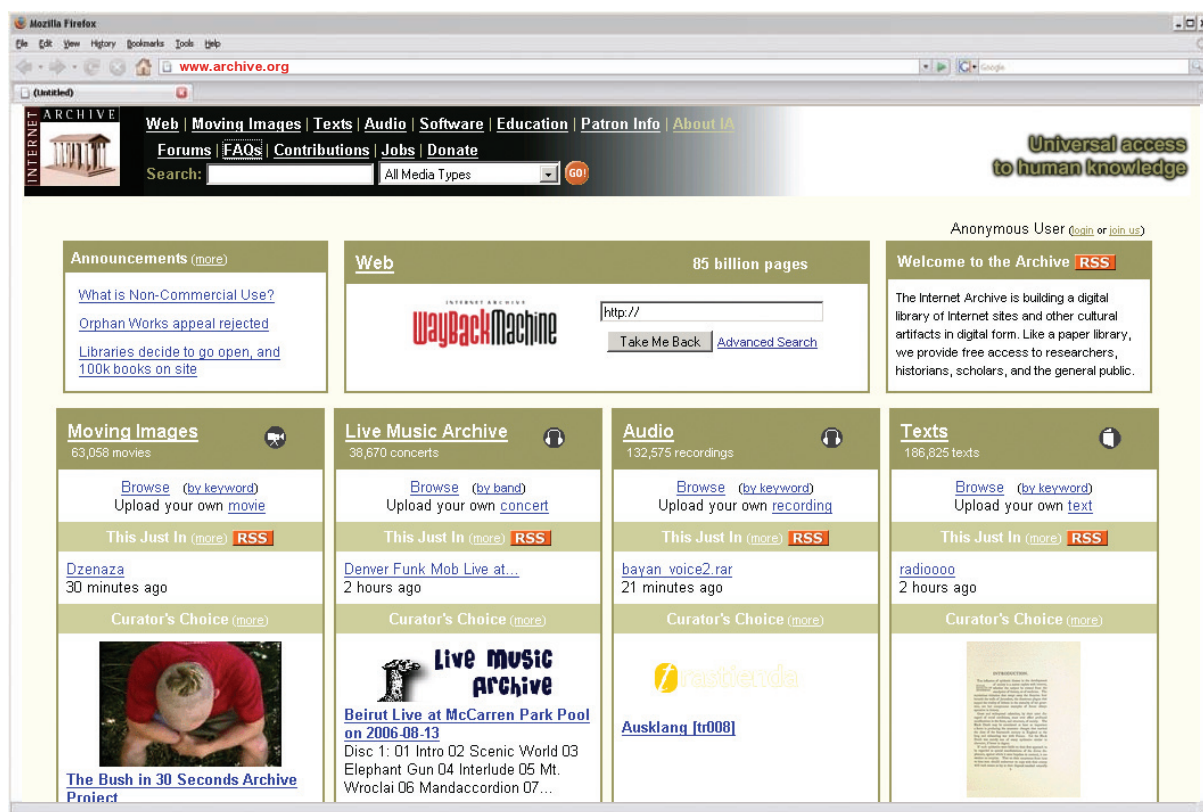 Mozilla Firefox
File Edit View History Bookmarks Tools Help
www.archive.org
Google
(Untitled)
INTERNET ARCHIVE
Web | Moving Images | Texts | Audio | Software | Education | Patron Info | About IA
Forums | FAQs | Contributions | Jobs | Donate
Search: All Media Types GO!
Universal access
to human knowledge
Anonymous User (login or join us)
Announcements (more)
What is Non-Commercial Use?
Orphan Works appeal rejected
Libraries decide to go open, and
100k books on site
Web 85 billion pages
INTERNET ARCHIVE
WayBackMachine
http://
Take Me Back Advanced Search
Welcome to the Archive RSS
The Internet Archive is building a digital
library of Internet sites and other cultural
artifacts in digital form. Like a paper library,
we provide free access to researchers,
historians, scholars, and the general public.
Moving Images
63,058 movies
Browse (by keyword)
Upload your own movie
This Just In (more) RSS
Dzenaza
30 minutes ago
Curator's Choice (more)
The Bush in 30 Seconds Archive
Project
Live Music Archive
38,670 concerts
Browse (by band)
Upload your own concert
This Just In (more) RSS
Denver Funk Mob Live at...
2 hours ago
Curator's Choice (more)
Live Music
Archive
Beirut Live at McCarren Park Pool
on 2006-08-13
Disc 1: 01 Intro 02 Scenic World 03
Elephant Gun 04 Interlude 05 Mt.
Wroclai 06 Mandaccordion 07...
Audio
132,575 recordings
Browse (by keyword)
Upload your own recording
This Just In (more) RSS
bayan voice2.rar
21 minutes ago
Curator's Choice (more)
trastienda
Ausklang [tr008]
Texts
186,825 texts
Browse (by keyword)
Upload your own text
This Just In (more) RSS
radioooo
2 hours ago
Curator's Choice (more)
INTRODUCTION.